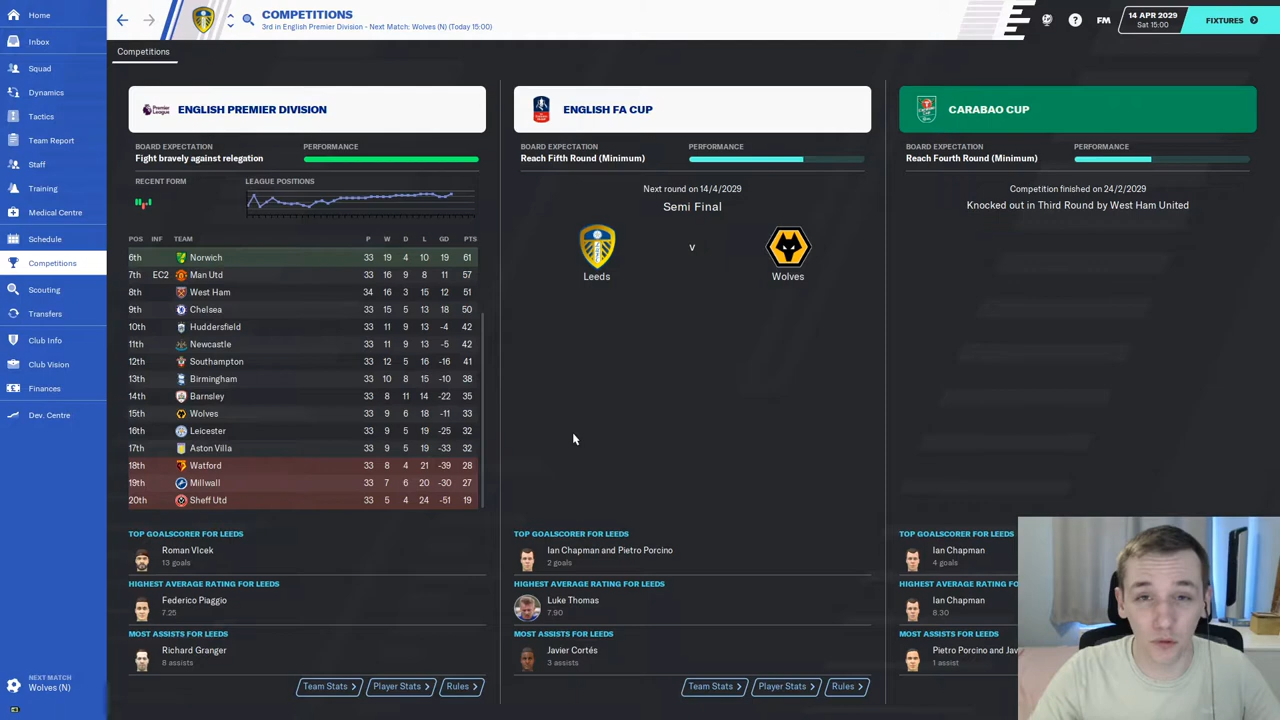 COMPETITIONS
3rd in English Premier Division - Next Match: Wolves (N) (Today 15:00)
FM
14 APR 2029
Sat 15:00
FIXTURES
Home
Inbox
Squad
Dynamics
Tactics
Team Report
Staff
Training
Medical Centre
Schedule
Competitions
Scouting
Transfers
Club Info
Club Vision
Finances
Dev. Centre
NEXT MATCH
Wolves (N)
Competitions
ENGLISH PREMIER DIVISION
BOARD EXPECTATION PERFORMANCE
Fight bravely against relegation
RECENT FORM LEAGUE POSITIONS
POS INF TEAM P W D L GD PTS
6th Norwich 33 19 4 10 19 61
7th EC2 Man Utd 33 16 9 8 11 57
8th West Ham 34 16 3 15 12 51
9th Chelsea 33 15 5 13 18 50
10th Huddersfield 33 11 9 13 -4 42
11th Newcastle 33 11 9 13 -5 42
12th Southampton 33 12 5 16 -16 41
13th Birmingham 33 10 8 15 -10 38
14th Barnsley 33 8 11 14 -22 35
15th Wolves 33 9 6 18 -11 33
16th Leicester 33 9 5 19 -25 32
17th Aston Villa 33 9 5 19 -33 32
18th Watford 33 8 4 21 -39 28
19th Millwall 33 7 6 20 -30 27
20th Sheff Utd 33 5 4 24 -51 19
TOP GOALSCORER FOR LEEDS
Roman Vlcek
13 goals
HIGHEST AVERAGE RATING FOR LEEDS
Federico Piaggio
7.25
MOST ASSISTS FOR LEEDS
Richard Granger
8 assists
Team Stats Player Stats Rules
ENGLISH FA CUP
BOARD EXPECTATION PERFORMANCE
Reach Fifth Round (Minimum)
Next round on 14/4/2029
Semi Final
v
Leeds Wolves
TOP GOALSCORER FOR LEEDS
Ian Chapman and Pietro Porcino
2 goals
HIGHEST AVERAGE RATING FOR LEEDS
Luke Thomas
7.90
MOST ASSISTS FOR LEEDS
Javier Cortés
3 assists
Team Stats Player Stats Rules
CARABAO CUP
BOARD EXPECTATION PERFORMANCE
Reach Fourth Round (Minimum)
Competition finished on 24/2/2029
Knocked out in Third Round by West Ham United
TOP GOALSCORER FOR LEEDS
Ian Chapman
4 goals
HIGHEST AVERAGE RATING FO
Ian Chapman
8.30
MOST ASSISTS FOR LEEDS
Pietro Porcino and Jav
1 assist